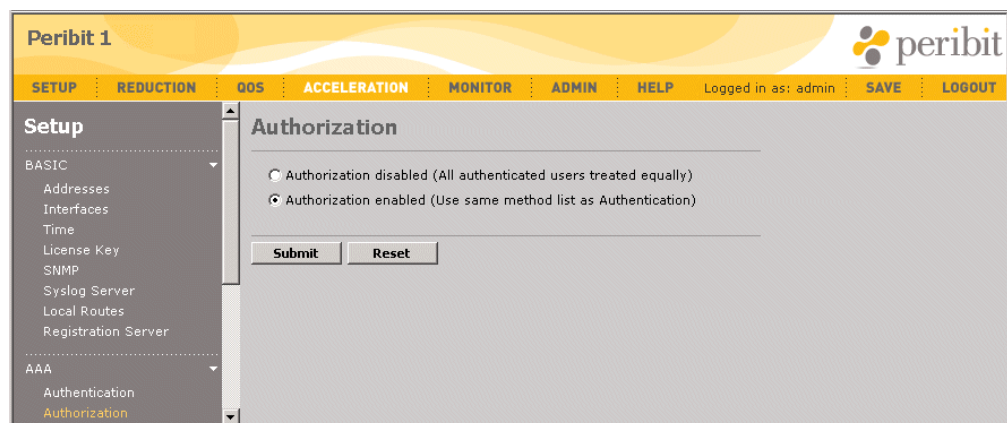 Peribit 1
peribit
SETUP REDUCTION QOS ACCELERATION MONITOR ADMIN HELP Logged in as: admin SAVE LOGOUT
Setup
BASIC
Addresses
Interfaces
Time
License Key
SNMP
Syslog Server
Local Routes
Registration Server
AAA
Authentication
Authorization
Authorization
Authorization disabled (All authenticated users treated equally)
Authorization enabled (Use same method list as Authentication)
Submit Reset